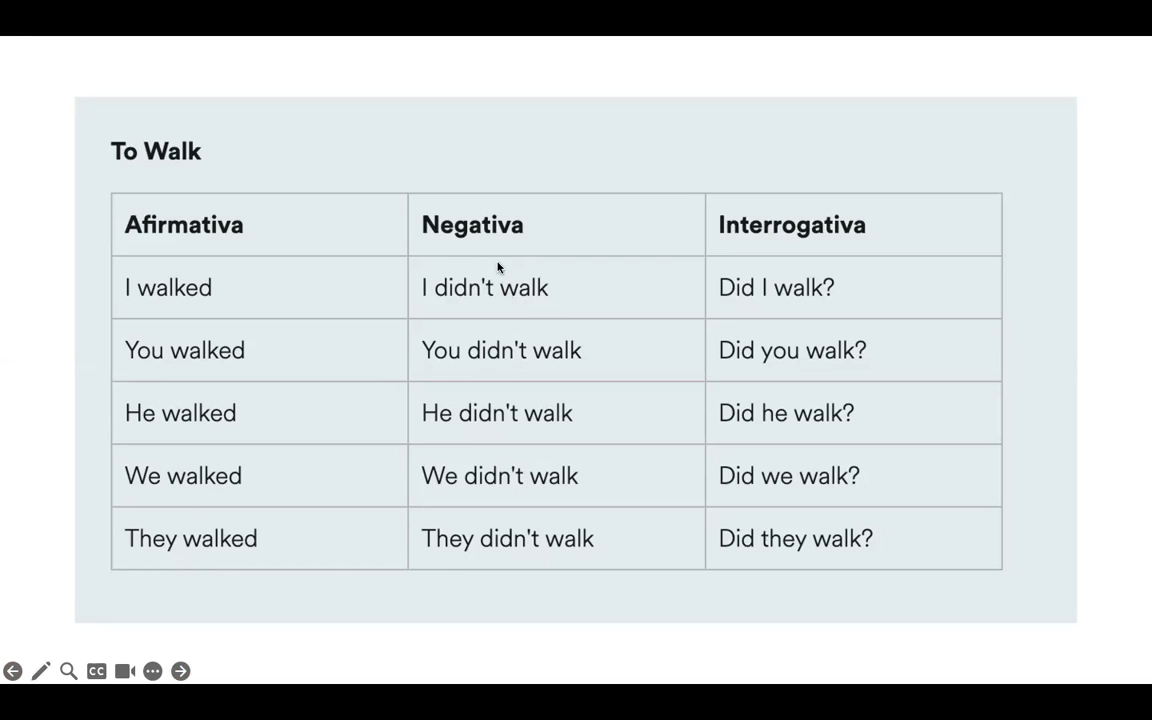 To Walk
Afirmativa Negativa Interrogativa
I walked I didn't walk Did I walk?
You walked You didn't walk Did you walk?
He walked He didn't walk Did he walk?
We walked We didn't walk Did we walk?
They walked They didn't walk Did they walk?
CC